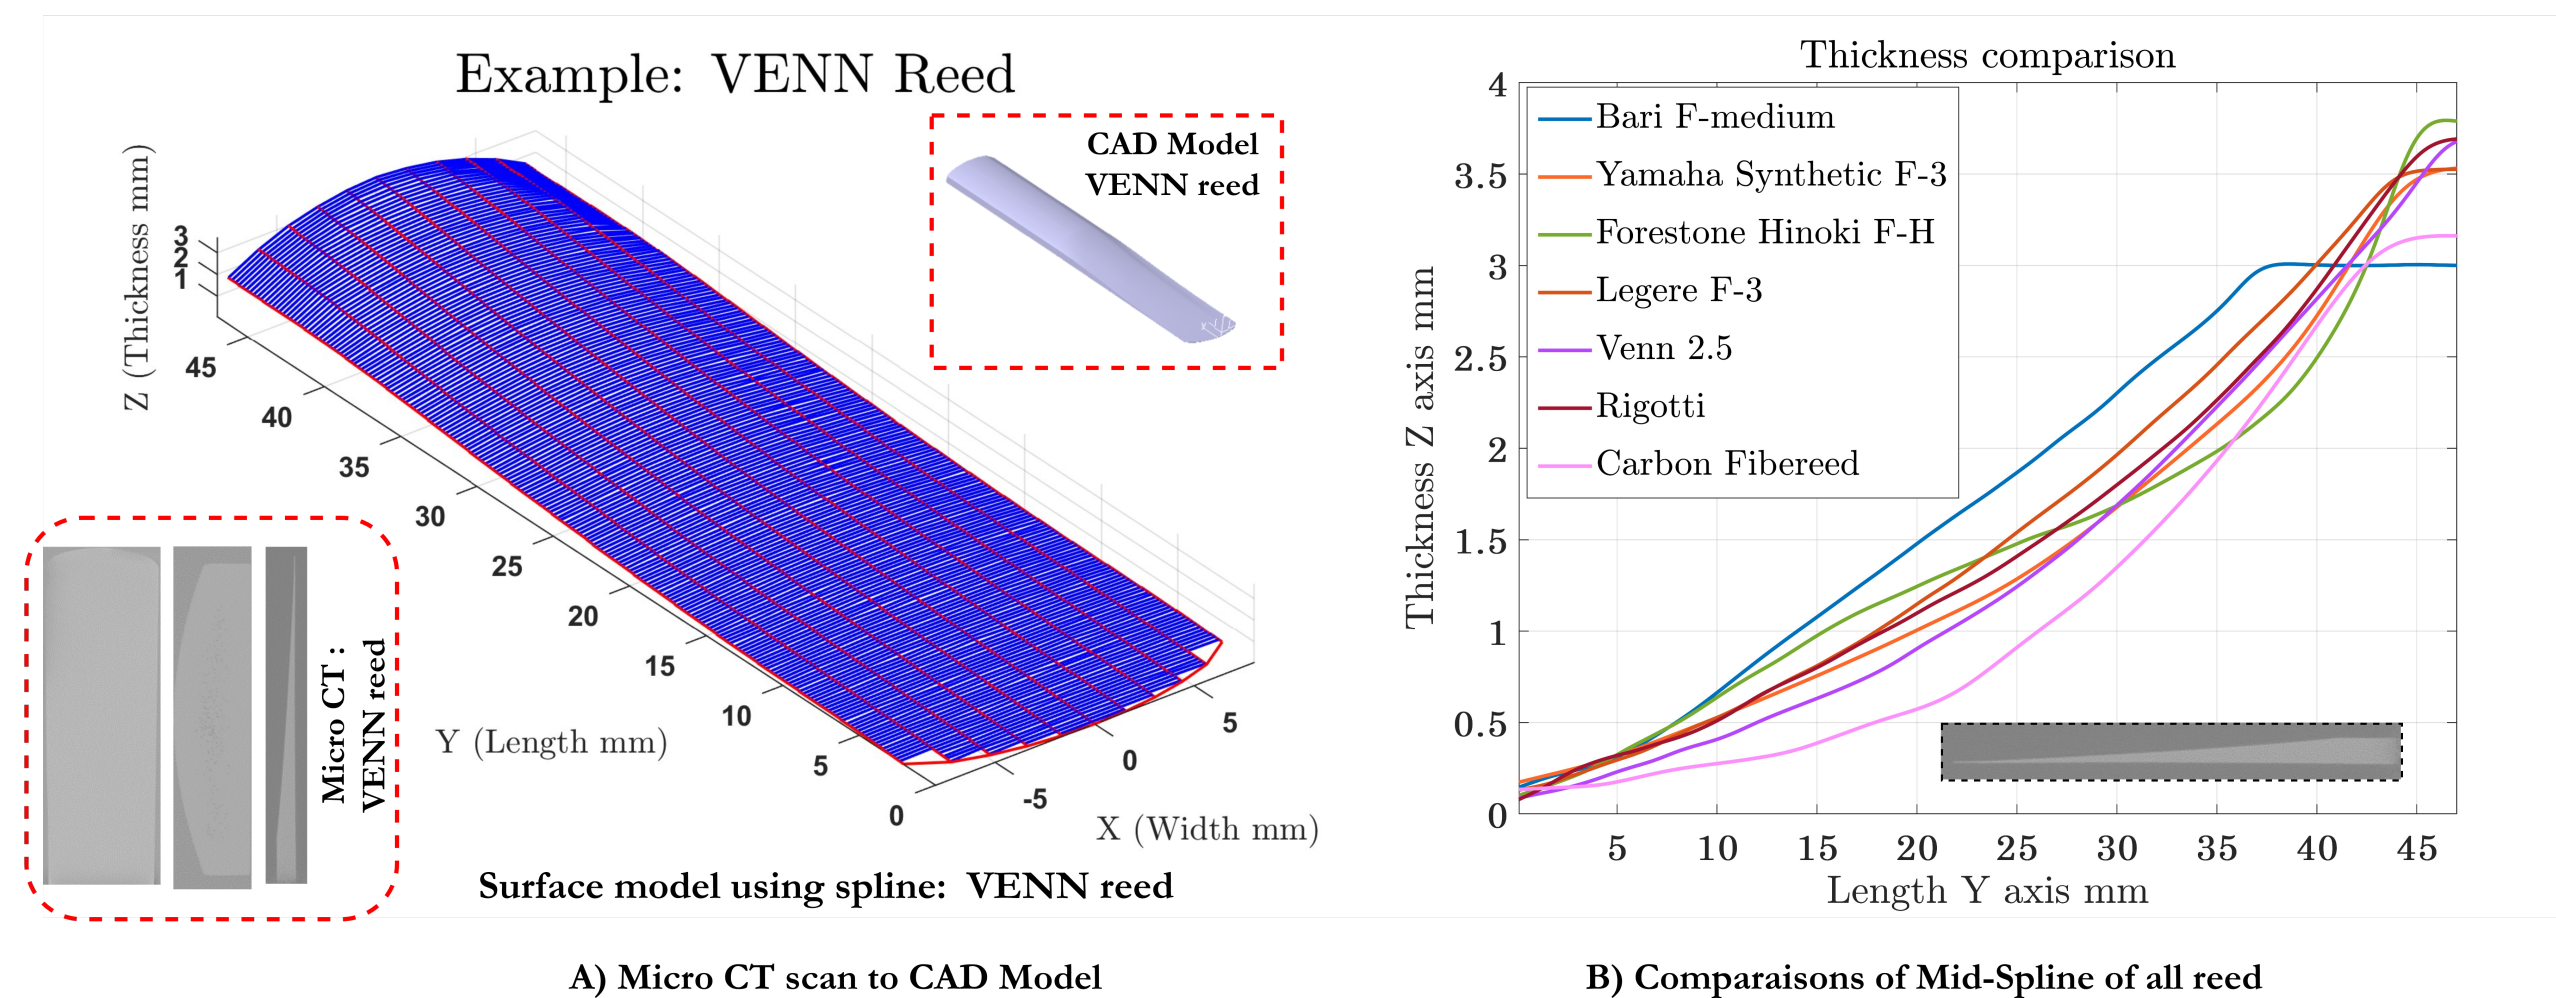 Example: VENN Reed
CAD Model
VENN reed
Z (Thickness mm)
3
2
1
45
40
35
30
25
20
15
10
5
0
Y (Length mm)
-5
0
5
X (Width mm)
Micro CT :
VENN reed
Surface model using spline: VENN reed
A) Micro CT scan to CAD Model
Thickness comparison
Bari F-medium
Yamaha Synthetic F-3
Forestone Hinoki F-H
Legere F-3
Venn 2.5
Rigotti
Carbon Fibereed
Thickness Z axis mm
4
3.5
3
2.5
2
1.5
1
0.5
0
5 10 15 20 25 30 35 40 45
Length Y axis mm
B) Comparaisons of Mid-Spline of all reed